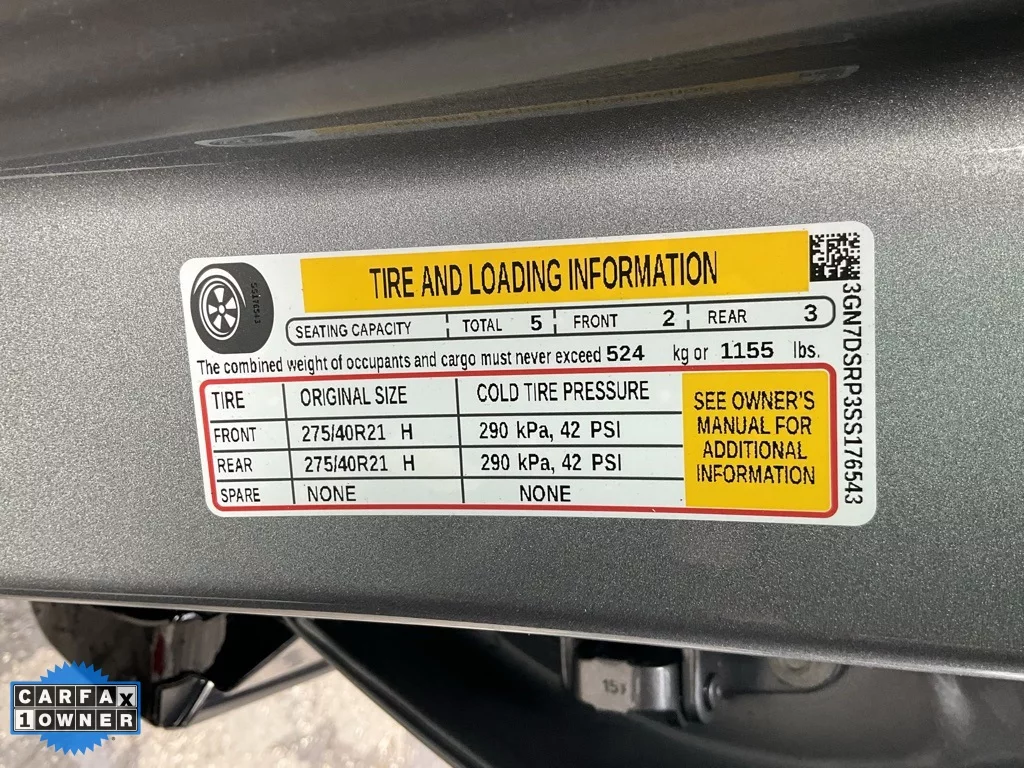 TIRE AND LOADING INFORMATION
SEATING CAPACITY TOTAL 5 FRONT 2 REAR 3
The combined weight of occupants and cargo must never exceed 524 kg or 1155 lbs.
TIRE ORIGINAL SIZE COLD TIRE PRESSURE
FRONT 275/40R21 H 290 kPa, 42 PSI
REAR 275/40R21 H 290 kPa, 42 PSI
SPARE NONE NONE
SEE OWNER'S
MANUAL FOR
ADDITIONAL
INFORMATION
3GN7DSRP3SS176543
SS176543
CARFAX
1 OWNER